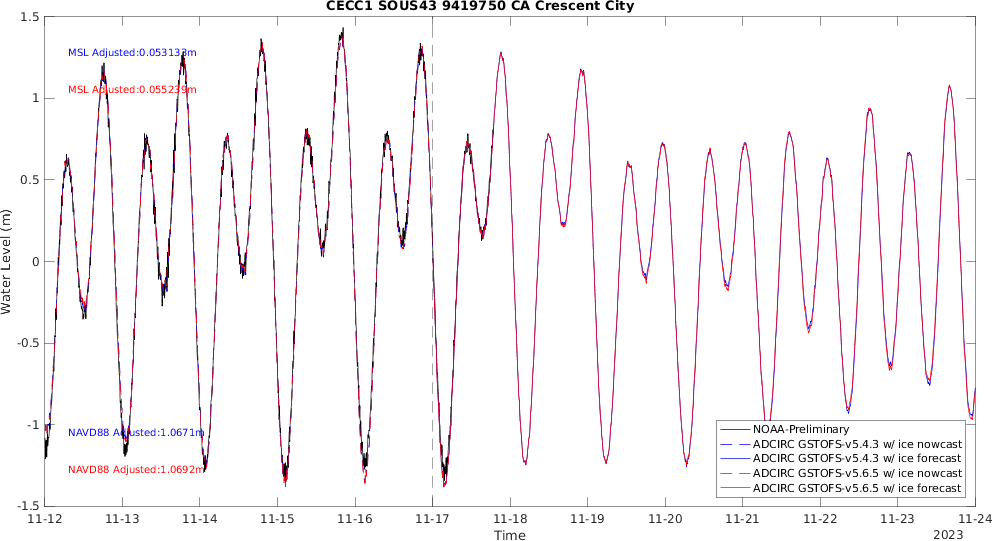 CECC1 SOUS43 9419750 CA Crescent City
1.5
1
0.5
0
-0.5
-1
-1.5
Water Level (m)
MSL Adjusted:0.053133m
MSL Adjusted:0.055239m
NAVD88 Adjusted:1.0671m
NAVD88 Adjusted:1.0692m
NOAA-Preliminary
ADCIRC GSTOFS-v5.4.3 w/ ice nowcast
ADCIRC GSTOFS-v5.4.3 w/ ice forecast
ADCIRC GSTOFS-v5.6.5 w/ ice nowcast
ADCIRC GSTOFS-v5.6.5 w/ ice forecast
11-12 11-13 11-14 11-15 11-16 11-17 11-18 11-19 11-20 11-21 11-22 11-23 11-24
Time
2023